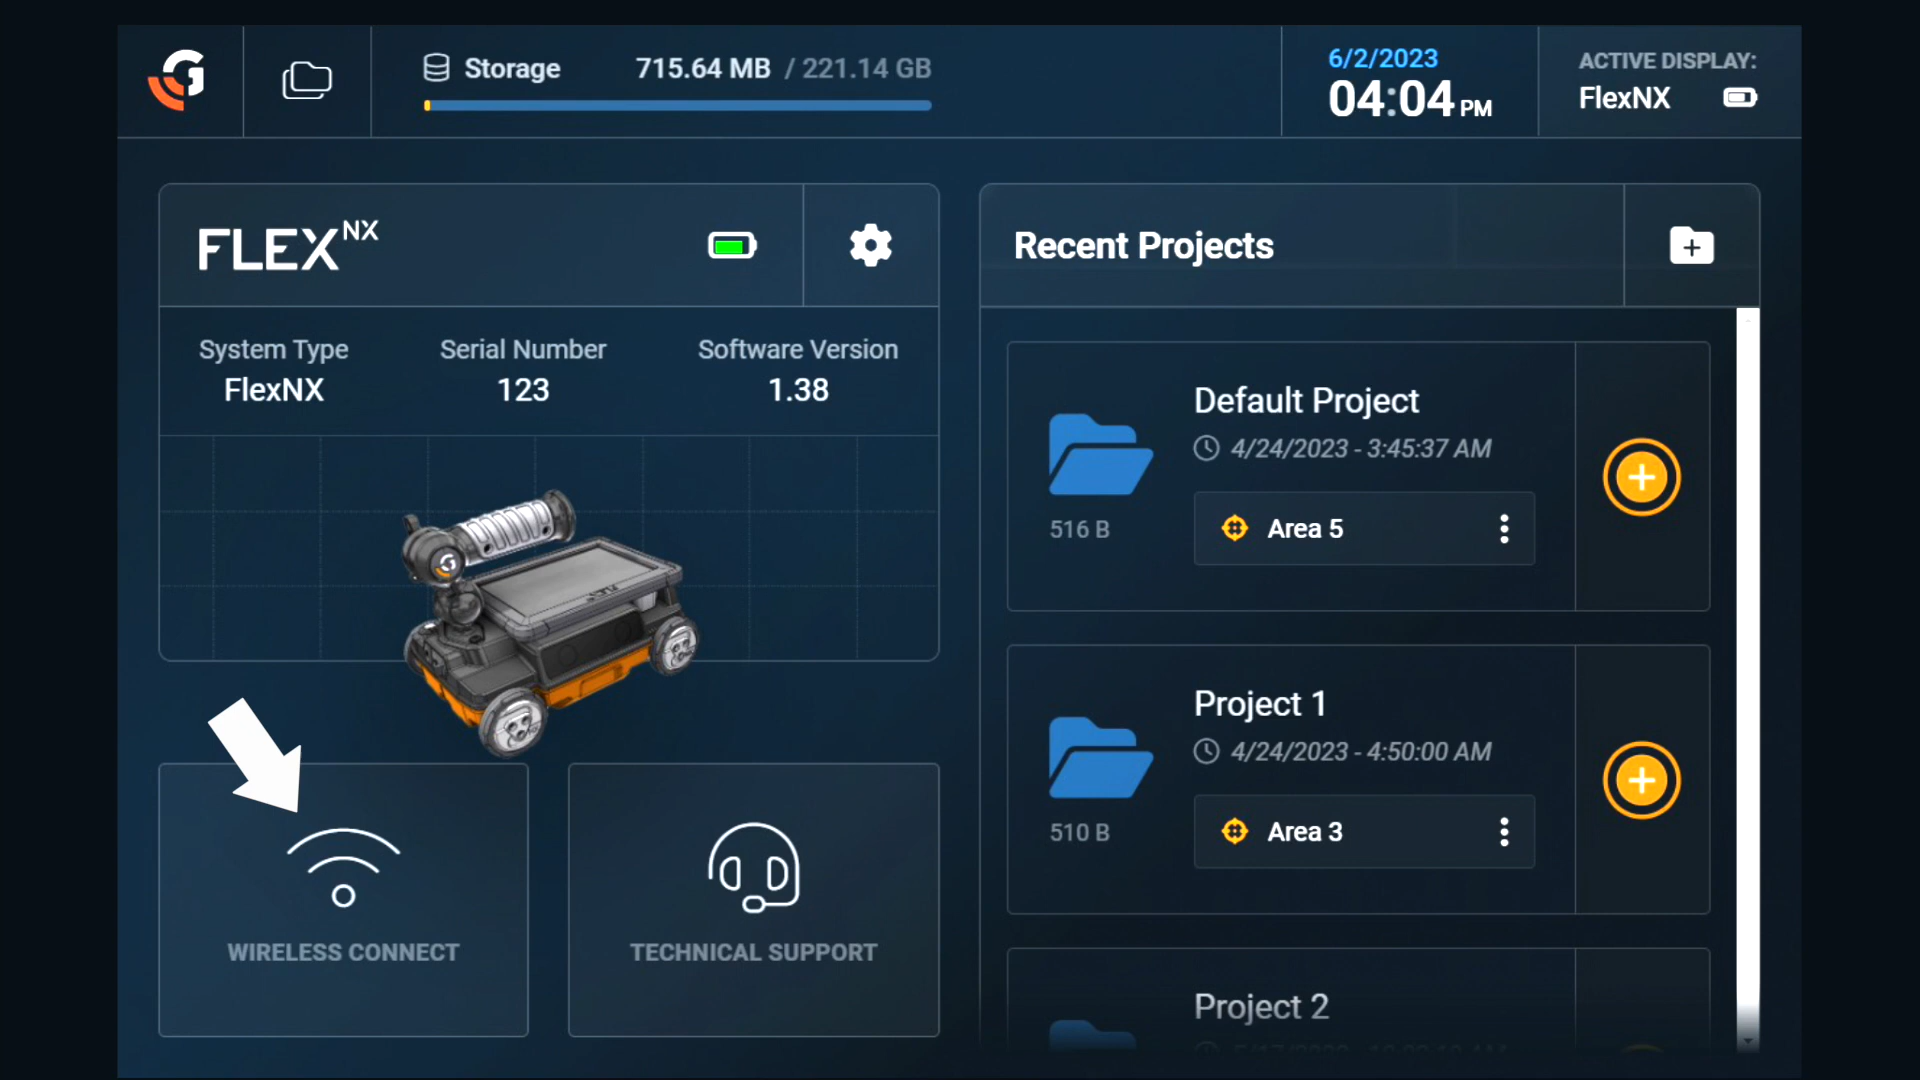 Storage 715.64 MB / 221.14 GB
6/2/2023
04:04 PM
ACTIVE DISPLAY:
FlexNX
FLEX NX
System Type
FlexNX
Serial Number
123
Software Version
1.38
WIRELESS CONNECT
TECHNICAL SUPPORT
Recent Projects
Default Project
4/24/2023 - 3:45:37 AM
516 B
Area 5
Project 1
4/24/2023 - 4:50:00 AM
510 B
Area 3
Project 2